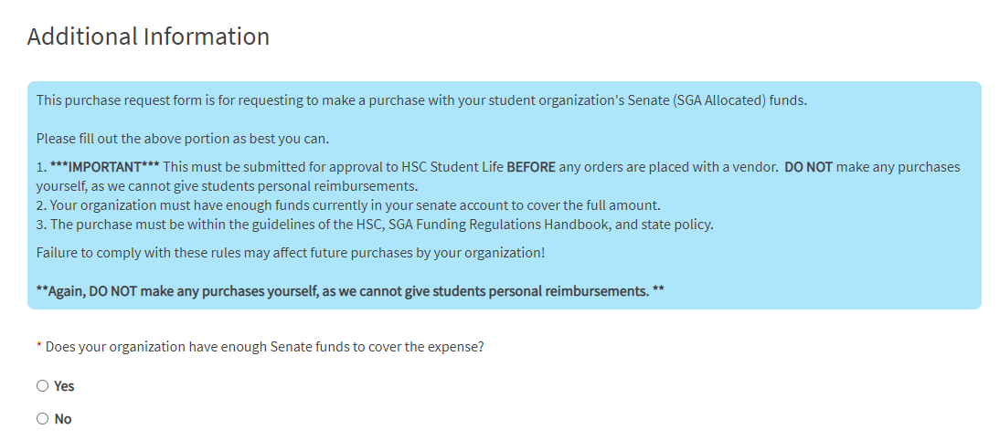 Additional Information
This purchase request form is for requesting to make a purchase with your student organization's Senate (SGA Allocated) funds.
Please fill out the above portion as best you can.
1. ***IMPORTANT*** This must be submitted for approval to HSC Student Life BEFORE any orders are placed with a vendor.  DO NOT make any purchases
yourself, as we cannot give students personal reimbursements.
2. Your organization must have enough funds currently in your senate account to cover the full amount.
3. The purchase must be within the guidelines of the HSC, SGA Funding Regulations Handbook, and state policy.
Failure to comply with these rules may affect future purchases by your organization!
**Again, DO NOT make any purchases yourself, as we cannot give students personal reimbursements. **
* Does your organization have enough Senate funds to cover the expense?
Yes
No